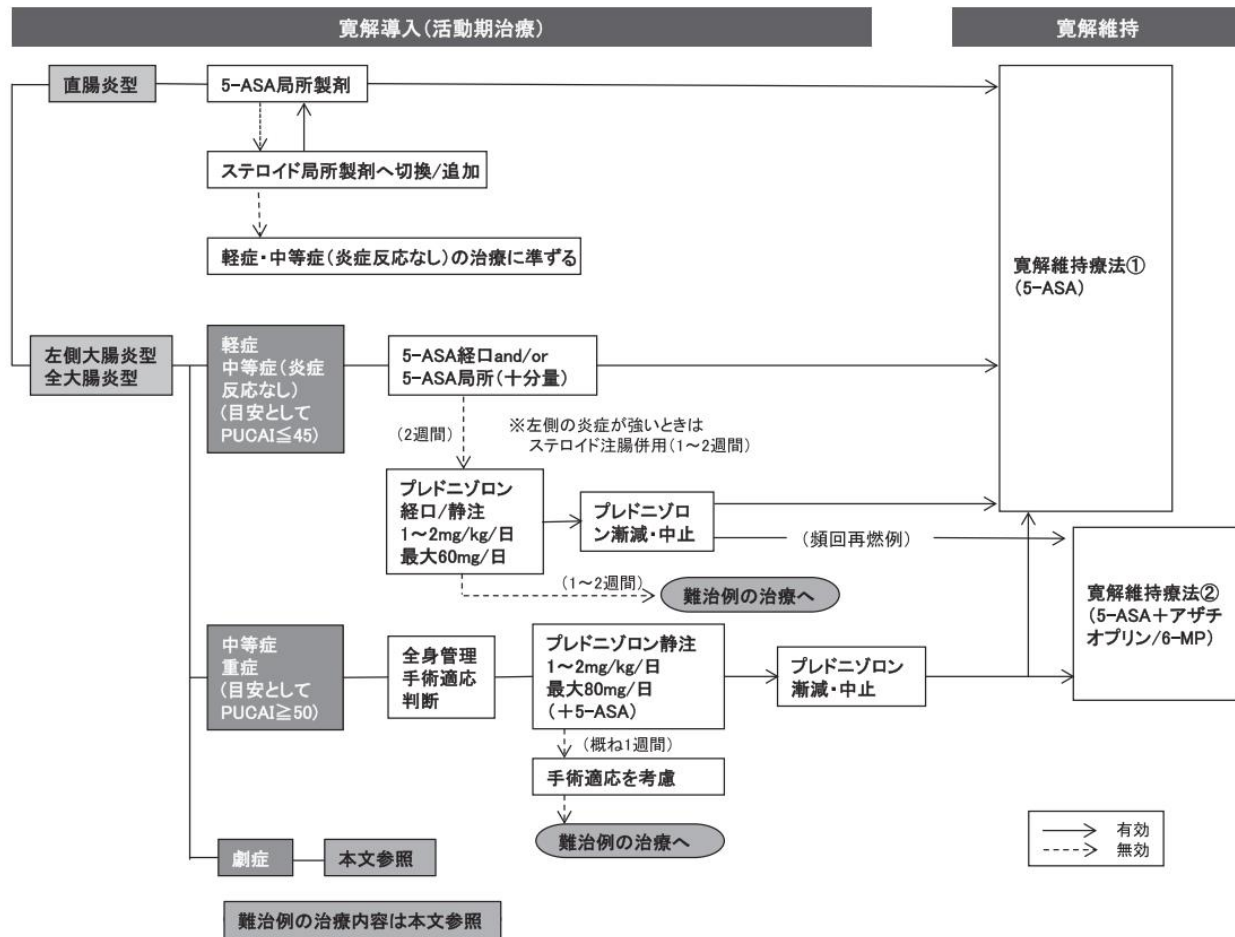 寛解導入(活動期治療)
寛解維持
直腸炎型
5-ASA局所製剤
ステロイド局所製剤へ切換/追加
軽症・中等症(炎症反応なし)の治療に準ずる
寛解維持療法①
(5-ASA)
左側大腸炎型
全大腸炎型
軽症
中等症(炎症
反応なし)
(目安として
PUCAI≦45)
5-ASA経口and/or
5-ASA局所(十分量)
(2週間)
※左側の炎症が強いときは
ステロイド注腸併用(1〜2週間)
プレドニゾロン
経口/静注
1〜2mg/kg/日
最大60mg/日
プレドニゾロ
ン漸減・中止
(頻回再燃例)
(1〜2週間)
難治例の治療へ
寛解維持療法②
(5-ASA+アザチ
オプリン/6-MP)
中等症
重症
(目安として
PUCAI≧50)
全身管理
手術適応
判断
プレドニゾロン静注
1〜2mg/kg/日
最大80mg/日
(+5-ASA)
プレドニゾロン
漸減・中止
(概ね1週間)
手術適応を考慮
難治例の治療へ
劇症
本文参照
有効
無効
難治例の治療内容は本文参照